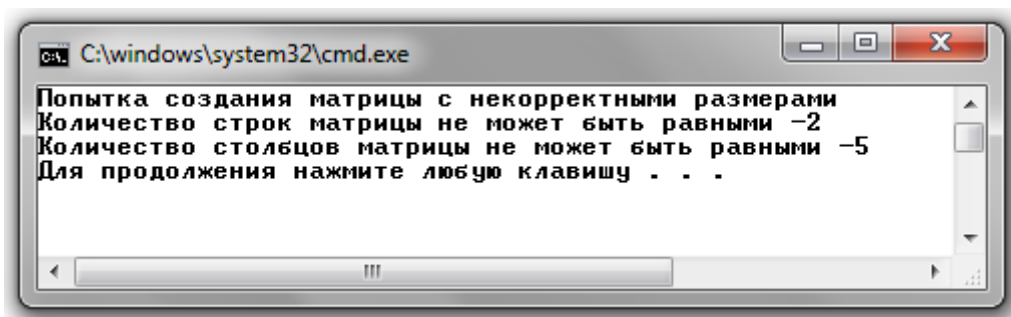 C:\windows\system32\cmd.exe
Попытка создания матрицы с некорректными размерами
Количество строк матрицы не может быть равными -2
Количество столбцов матрицы не может быть равными -5
Для продолжения нажмите любую клавишу . . .